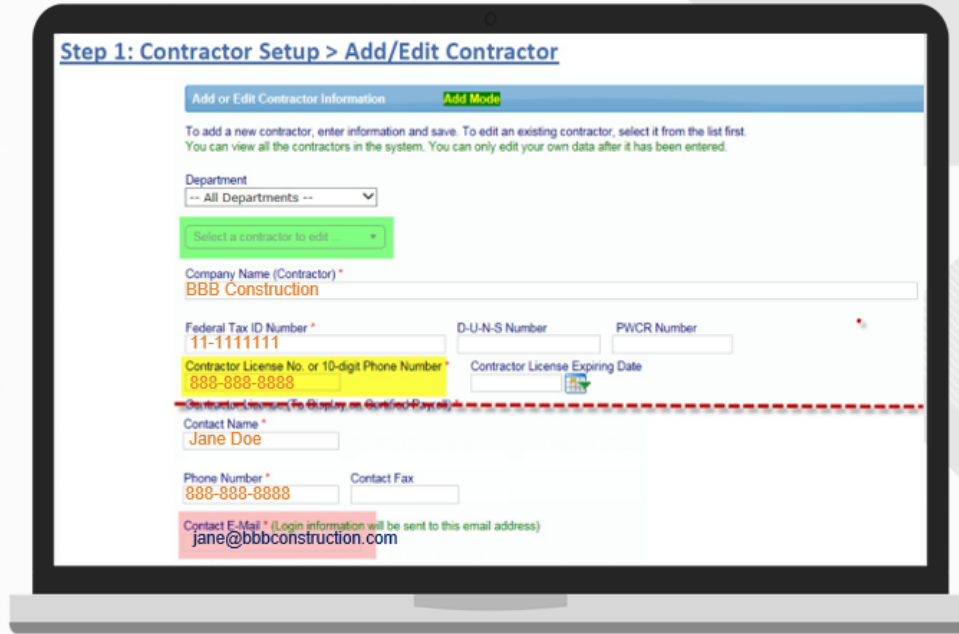 Step 1: Contractor Setup > Add/Edit Contractor
Add or Edit Contractor Information Add Mode
To add a new contractor, enter information and save. To edit an existing contractor, select it from the list first.
You can view all the contractors in the system. You can only edit your own data after it has been entered.
Department
-- All Departments --
Select a contractor to edit ...
Company Name (Contractor) *
BBB Construction
Federal Tax ID Number * D-U-N-S Number PWCR Number
11-1111111
Contractor License No. or 10-digit Phone Number * Contractor License Expiring Date
888-888-8888
Contractor License (To Display on Certified Payroll) *
Contact Name *
Jane Doe
Phone Number * Contact Fax
888-888-8888
Contact E-Mail * (Login information will be sent to this email address)
jane@bbbconstruction.com